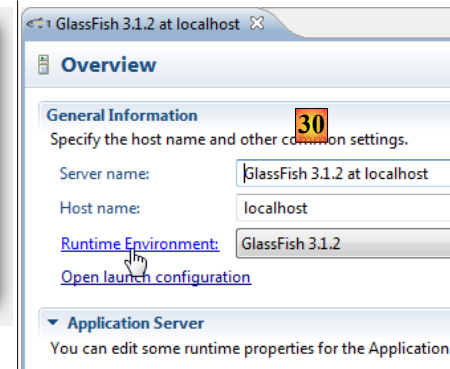 GlassFish 3.1.2 at localhost
Overview
General Information
30
Specify the host name and other common settings.
Server name: GlassFish 3.1.2 at localhost
Host name: localhost
Runtime Environment: GlassFish 3.1.2
Open launch configuration
Application Server
You can edit some runtime properties for the Application